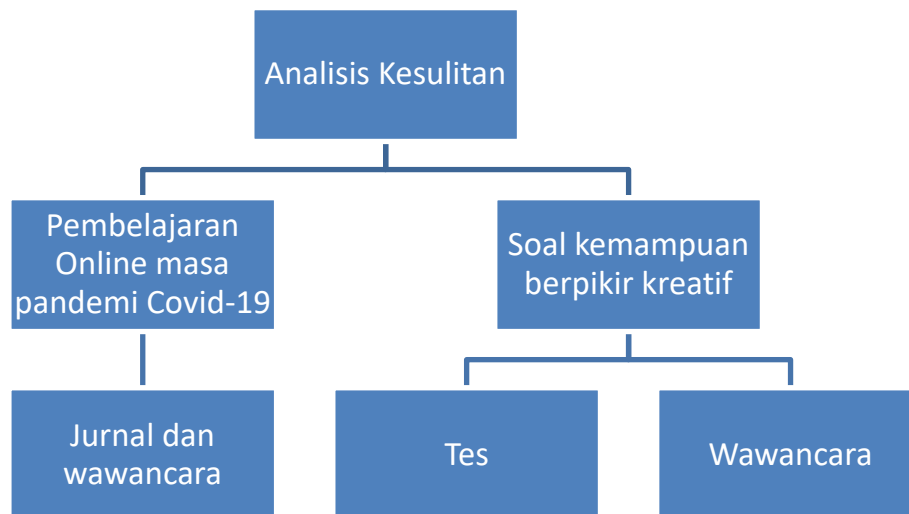 Analisis Kesulitan
Pembelajaran
Online masa
pandemi Covid-19
Soal kemampuan
berpikir kreatif
Jurnal dan
wawancara
Tes
Wawancara